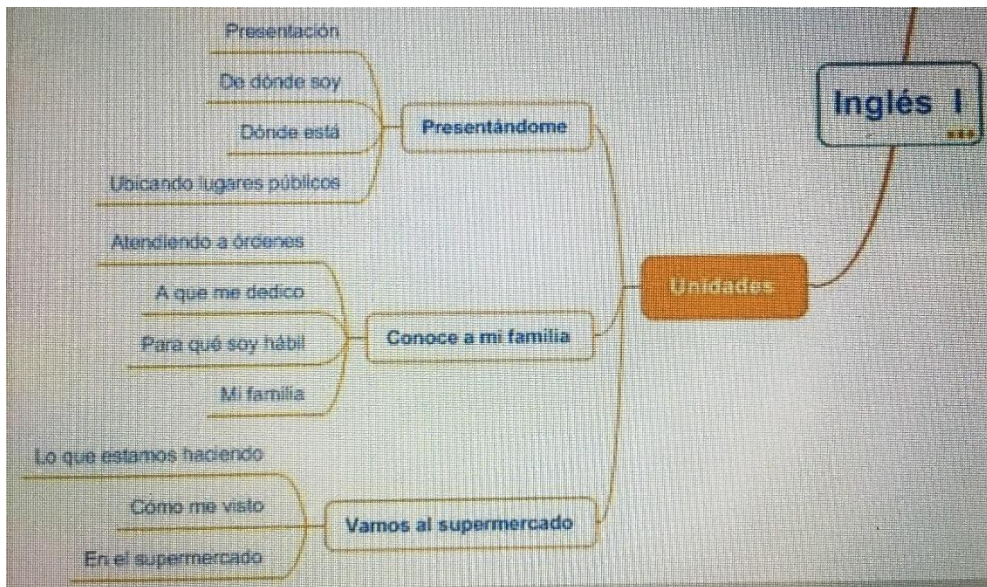 Inglés I
Unidades
Presentándome
Presentación
De dónde soy
Dónde está
Ubicando lugares públicos
Conoce a mi familia
Atendiendo a órdenes
A que me dedico
Para qué soy hábil
Mi familia
Vamos al supermercado
Lo que estamos haciendo
Cómo me visto
En el supermercado